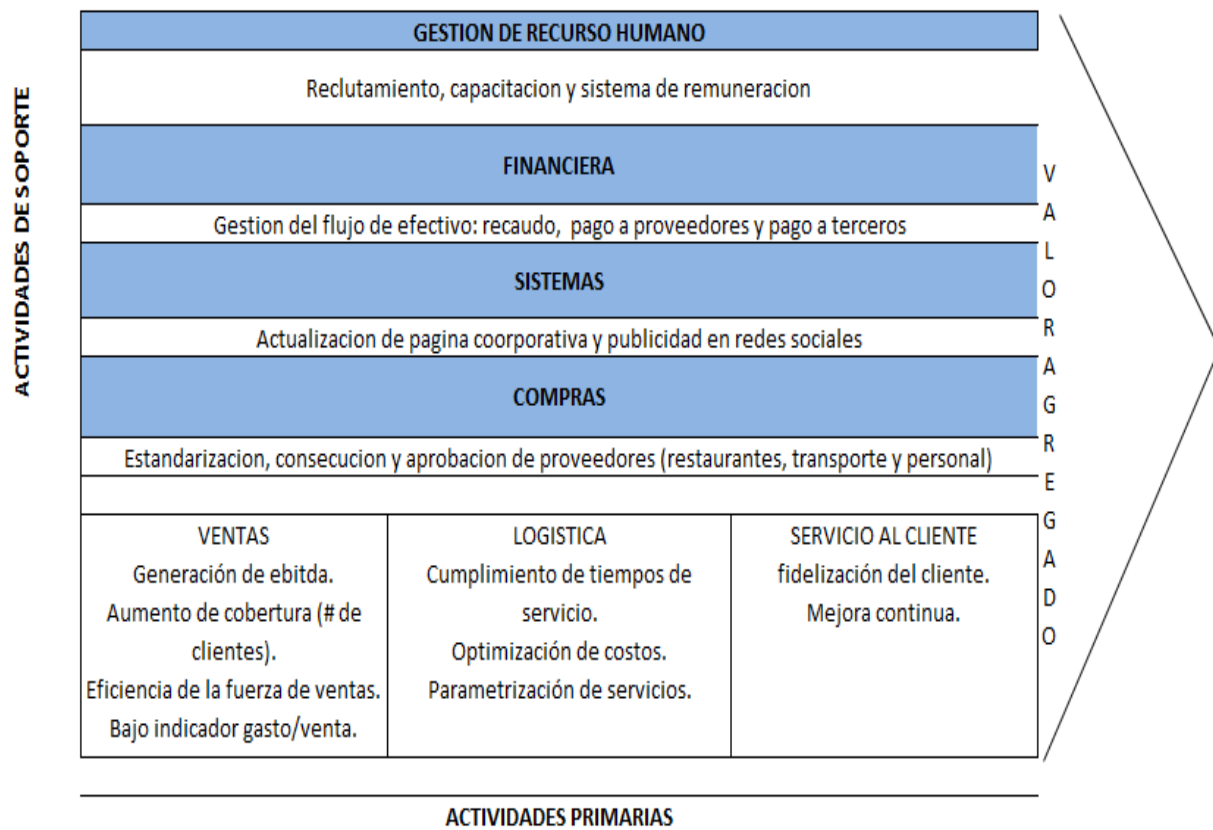 GESTION DE RECURSO HUMANO
Reclutamiento, capacitacion y sistema de remuneracion
FINANCIERA
Gestion del flujo de efectivo: recaudo, pago a proveedores y pago a terceros
SISTEMAS
Actualizacion de pagina coorporativa y publicidad en redes sociales
COMPRAS
Estandarizacion, consecucion y aprobacion de proveedores (restaurantes, transporte y personal)
ACTIVIDADES DE SOPORTE
VENTAS
Generación de ebitda.
Aumento de cobertura (# de
clientes).
Eficiencia de la fuerza de ventas.
Bajo indicador gasto/venta.
LOGISTICA
Cumplimiento de tiempos de
servicio.
Optimización de costos.
Parametrización de servicios.
SERVICIO AL CLIENTE
fidelización del cliente.
Mejora continua.
VALOR AGREGADO
ACTIVIDADES PRIMARIAS